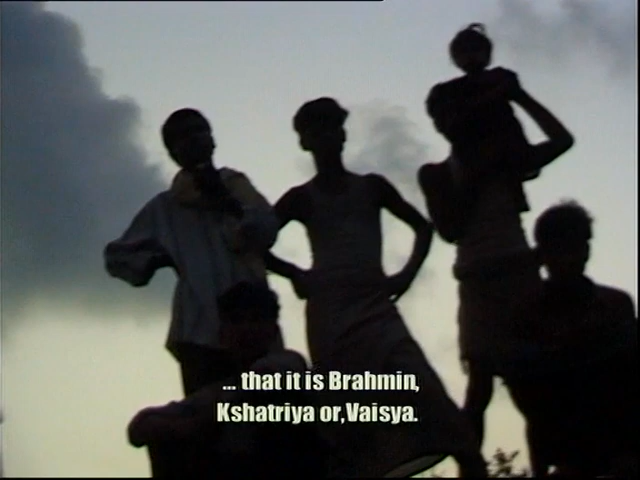 ... that it is Brahmin,
Kshatriya or,Vaisya.